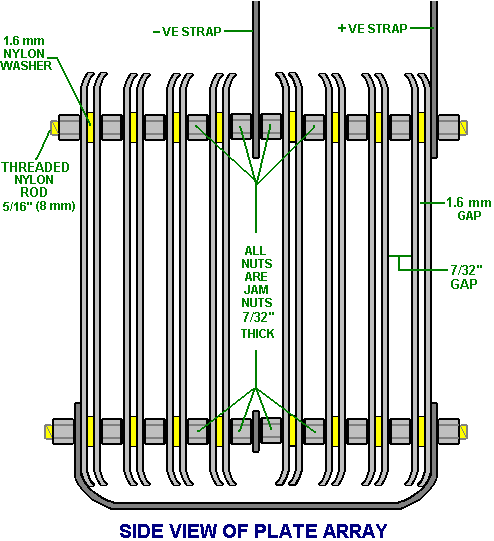 1.6 mm
NYLON
WASHER
–VE STRAP
+VE STRAP
THREADED
NYLON
ROD
5/16" (8 mm)
1.6 mm
GAP
7/32"
GAP
ALL
NUTS
ARE
JAM
NUTS
7/32"
THICK
SIDE VIEW OF PLATE ARRAY